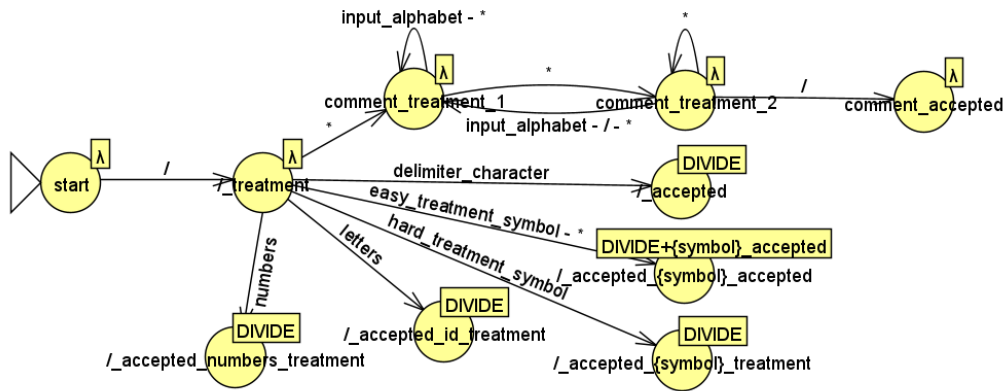 input_alphabet - *
*
λ
λ
λ
comment_treatment_1
*
comment_treatment_2
/
comment_accepted
input_alphabet - / - *
*
λ
λ
start
/
/_treatment
delimiter_character
DIVIDE
/_accepted
easy_treatment_symbol - *
DIVIDE+{symbol}_accepted
/_accepted_{symbol}_accepted
hard_treatment_symbol
letters
numbers
DIVIDE
/_accepted_numbers_treatment
DIVIDE
/_accepted_id_treatment
DIVIDE
/_accepted_{symbol}_treatment